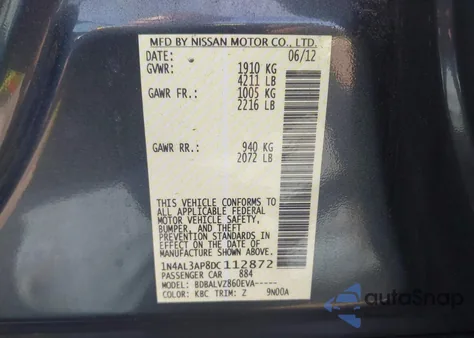 MFD BY NISSAN MOTOR CO., LTD.
DATE: 06/12
GVWR: 1910 KG
4211 LB
GAWR FR.: 1005 KG
2216 LB
GAWR RR.: 940 KG
2072 LB
THIS VEHICLE CONFORMS TO
ALL APPLICABLE FEDERAL
MOTOR VEHICLE SAFETY,
BUMPER, AND THEFT
PREVENTION STANDARDS
IN EFFECT ON THE DATE OF
MANUFACTURE SHOWN ABOVE.
1N4AL3AP8DC112872
PASSENGER CAR 884
MODEL: BDBALVZ860EVA-----
COLOR: KBC TRIM: Z 9N00A
autoSnap